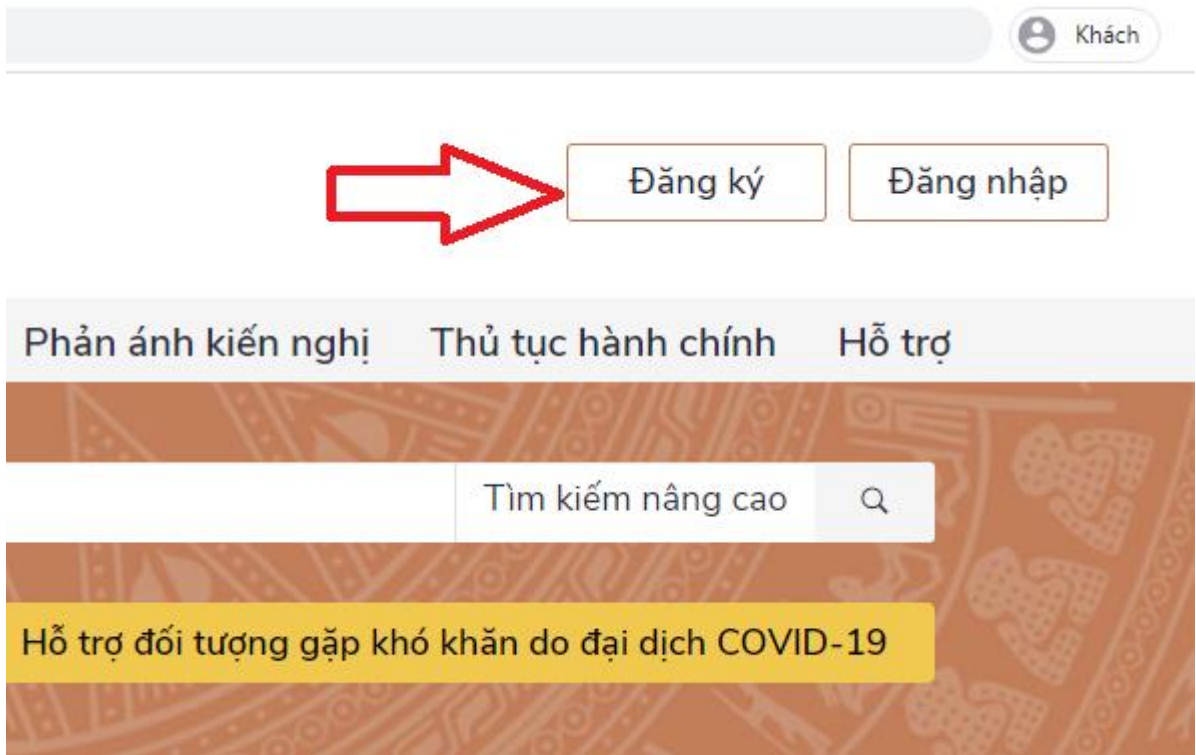 Khách
Đăng ký Đăng nhập
Phản ánh kiến nghị Thủ tục hành chính Hỗ trợ
Tìm kiếm nâng cao
Hỗ trợ đối tượng gặp khó khăn do đại dịch COVID-19